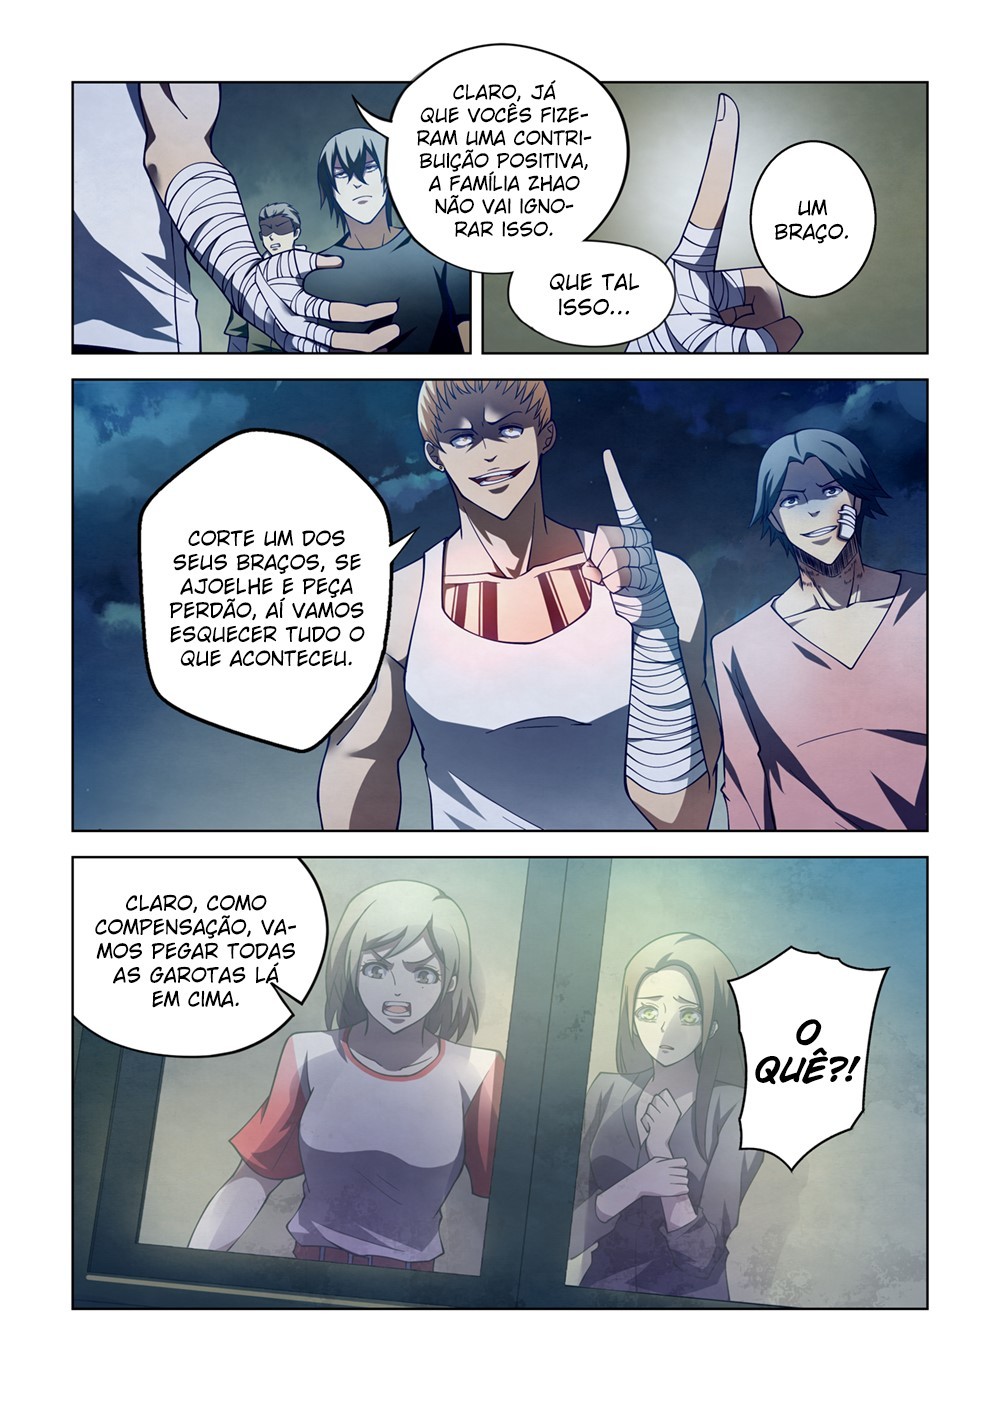 CLARO, JÁ
QUE VOCÊS FIZE-
RAM UMA CONTRI-
BUIÇÃO POSITIVA,
A FAMÍLIA ZHAO
NÃO VAI IGNO-
RAR ISSO.
QUE TAL
ISSO...
UM
BRAÇO.
CORTE UM DOS
SEUS BRAÇOS, SE
AJOELHE E PEÇA
PERDÃO, AÍ VAMOS
ESQUECER TUDO O
QUE ACONTECEU.
CLARO, COMO
COMPENSAÇÃO, VA-
MOS PEGAR TODAS
AS GAROTAS LÁ
EM CIMA.
O
QUÊ?!